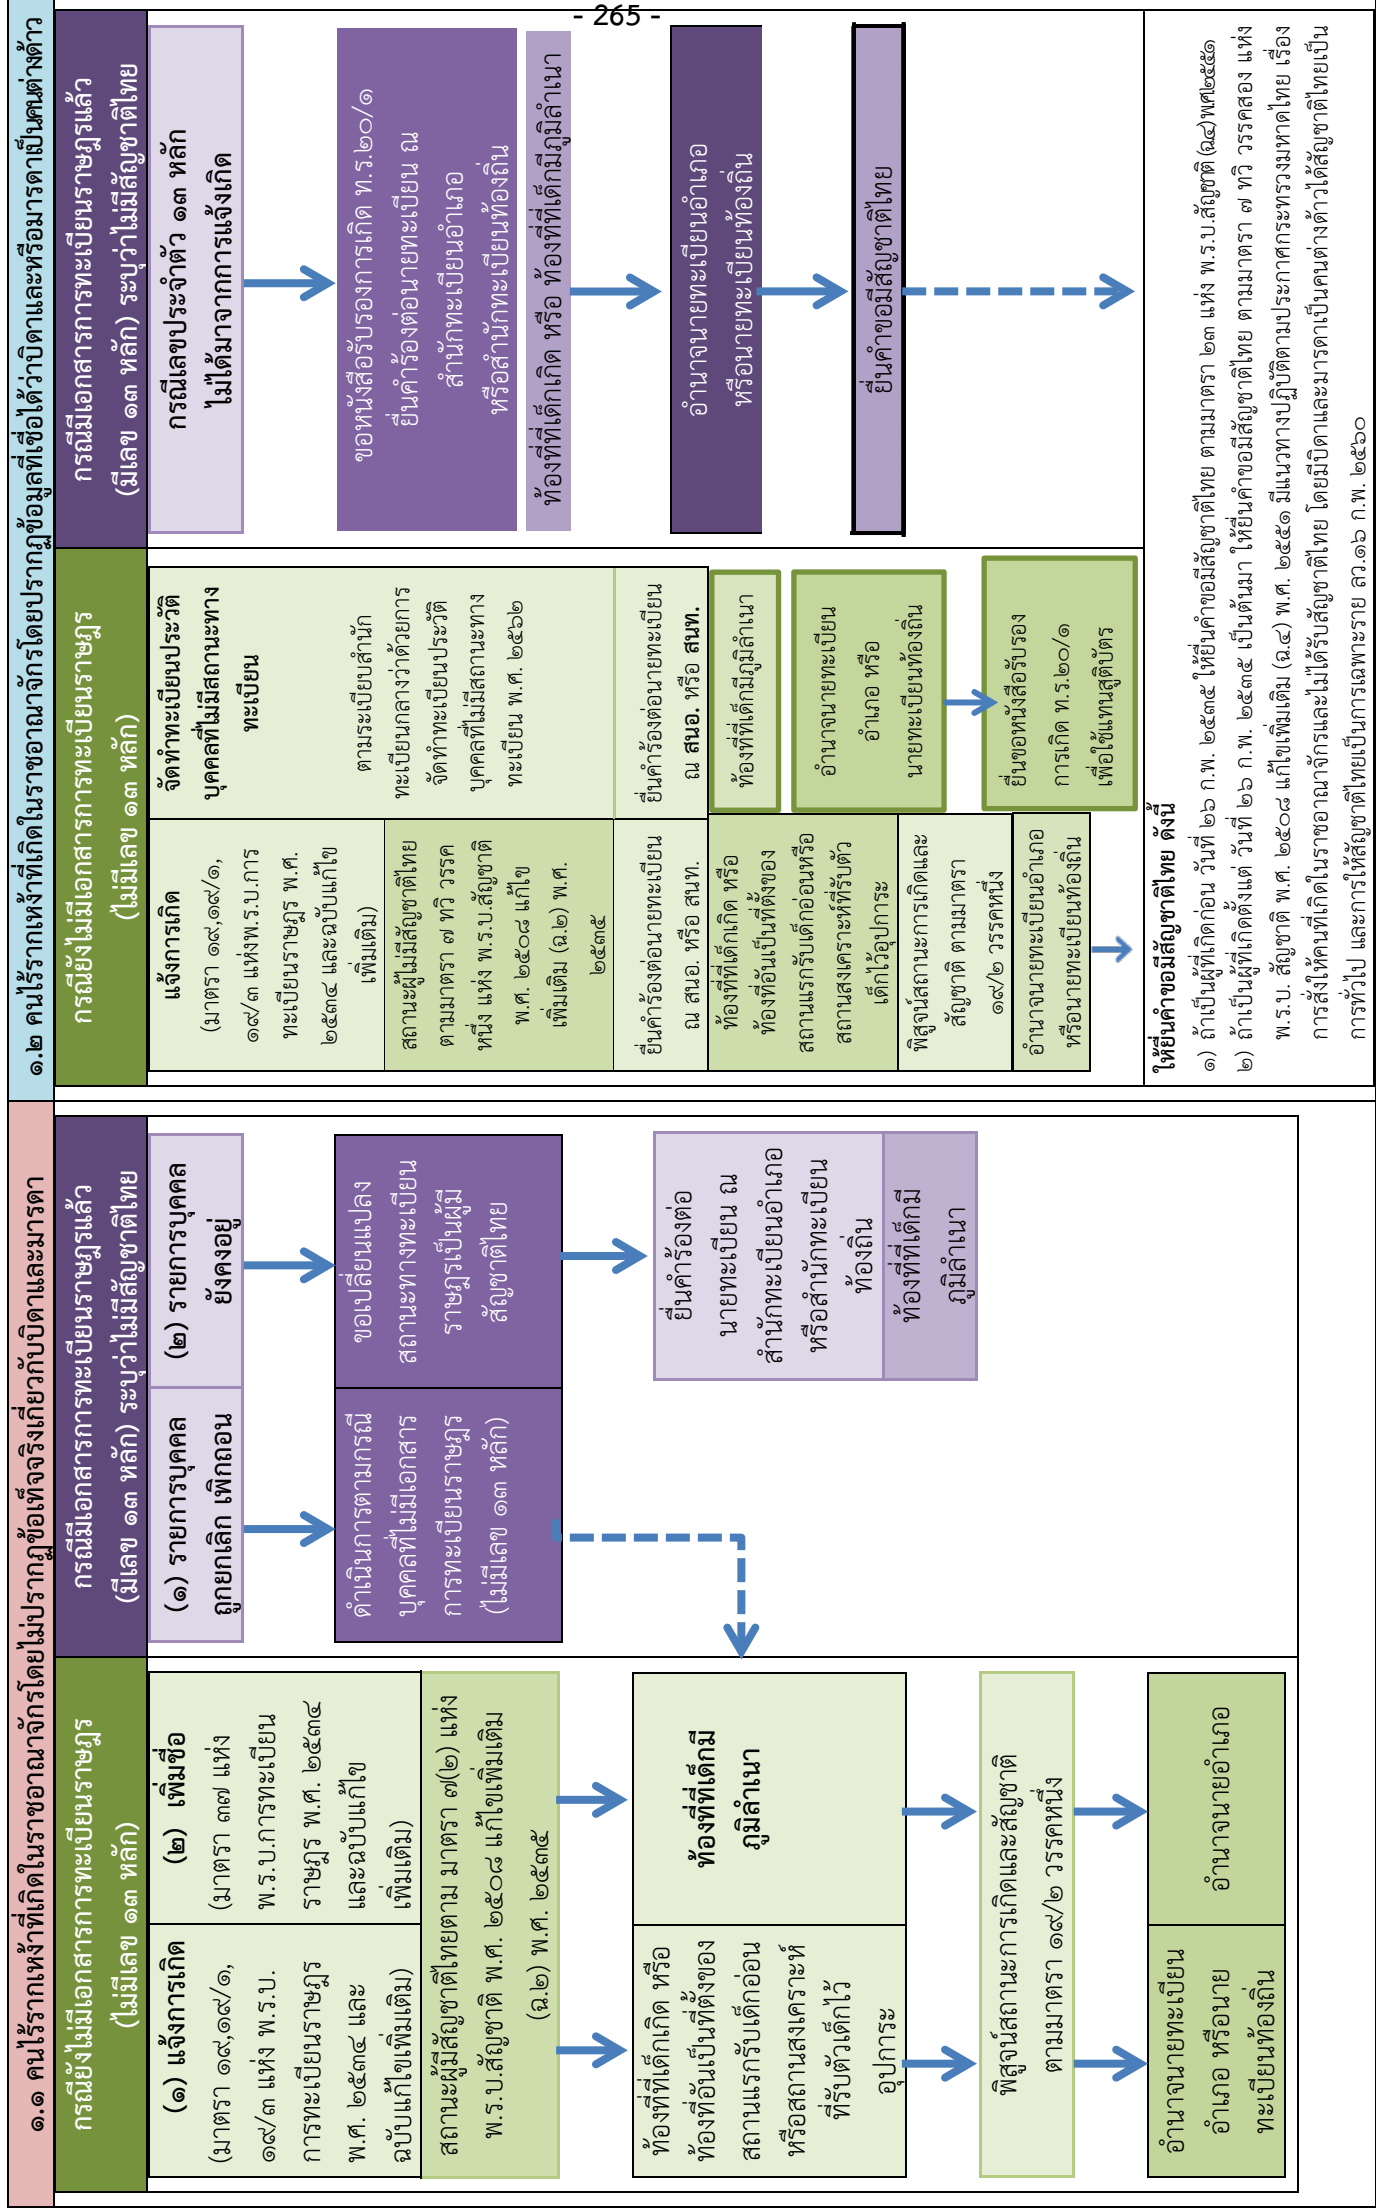 - 265 -
๑.๑ คนไร้รากเหง้าที่เกิดในราชอาณาจักรโดยไม่ปรากฏข้อเท็จจริงเกี่ยวกับบิดาและมารดา
กรณียังไม่มีเอกสารการทะเบียนราษฎร
(ไม่มีเลข ๑๓ หลัก)
(๑) แจ้งการเกิด
(มาตรา ๑๙,๑๙/๑,
๑๙/๓ แห่ง พ.ร.บ.
การทะเบียนราษฎร
พ.ศ. ๒๕๓๔ และ
ฉบับแก้ไขเพิ่มเติม)
(๒) เพิ่มชื่อ
(มาตรา ๓๗ แห่ง
พ.ร.บ.การทะเบียน
ราษฎร พ.ศ. ๒๕๓๔
และฉบับแก้ไข
เพิ่มเติม)
สถานะผู้มีสัญชาติไทยตาม มาตรา ๗(๒) แห่ง
พ.ร.บ.สัญชาติ พ.ศ. ๒๕๐๘ แก้ไขเพิ่มเติม
(ฉ.๒) พ.ศ. ๒๕๓๕
ท้องที่ที่เด็กเกิด หรือ
ท้องที่อันเป็นที่ตั้งของ
สถานแรกรับเด็กอ่อน
หรือสถานสงเคราะห์
ที่รับตัวเด็กไว้
อุปการะ
ท้องที่ที่เด็กมี
ภูมิลำเนา
พิสูจน์สถานะการเกิดและสัญชาติ
ตามมาตรา ๑๙/๒ วรรคหนึ่ง
อำนาจนายทะเบียน
อำเภอ หรือนาย
ทะเบียนท้องถิ่น
อำนาจนายอำเภอ
กรณีมีเอกสารการทะเบียนราษฎรแล้ว
(มีเลข ๑๓ หลัก) ระบุว่าไม่มีสัญชาติไทย
(๑) รายการบุคคล
ถูกยกเลิก เพิกถอน
(๒) รายการบุคคล
ยังคงอยู่
ดำเนินการตามกรณี
บุคคลที่ไม่มีเอกสาร
การทะเบียนราษฎร
(ไม่มีเลข ๑๓ หลัก)
ขอเปลี่ยนแปลง
สถานะทางทะเบียน
ราษฎรเป็นผู้มี
สัญชาติไทย
ยื่นคำร้องต่อ
นายทะเบียน ณ
สำนักทะเบียนอำเภอ
หรือสำนักทะเบียน
ท้องถิ่น
ท้องที่ที่เด็กมี
ภูมิลำเนา
๑.๒ คนไร้รากเหง้าที่เกิดในราชอาณาจักรโดยปรากฏข้อมูลที่เชื่อได้ว่าบิดาและหรือมารดาเป็นคนต่างด้าว
กรณียังไม่มีเอกสารการทะเบียนราษฎร
(ไม่มีเลข ๑๓ หลัก)
แจ้งการเกิด
(มาตรา ๑๙,๑๙/๑,
๑๙/๓ แห่งพ.ร.บ.การ
ทะเบียนราษฎร พ.ศ.
๒๕๓๔ และฉบับแก้ไข
เพิ่มเติม)
สถานะผู้ไม่มีสัญชาติไทย
ตามมาตรา ๗ ทวิ วรรค
หนึ่ง แห่ง พ.ร.บ.สัญชาติ
พ.ศ. ๒๕๐๘ แก้ไข
เพิ่มเติม (ฉ.๒) พ.ศ.
๒๕๓๕
ยื่นคำร้องต่อนายทะเบียน
ณ สนอ. หรือ สนท.
ท้องที่ที่เด็กเกิด หรือ
ท้องที่อันเป็นที่ตั้งของ
สถานแรกรับเด็กอ่อนหรือ
สถานสงเคราะห์ที่รับตัว
เด็กไว้อุปการะ
พิสูจน์สถานะการเกิดและ
สัญชาติ ตามมาตรา
๑๙/๒ วรรคหนึ่ง
อำนาจนายทะเบียนอำเภอ
หรือนายทะเบียนท้องถิ่น
จัดทำทะเบียนประวัติ
บุคคลที่ไม่มีสถานะทาง
ทะเบียน
ตามระเบียบสำนัก
ทะเบียนกลางว่าด้วยการ
จัดทำทะเบียนประวัติ
บุคคลที่ไม่มีสถานะทาง
ทะเบียน พ.ศ. ๒๕๖๒
ยื่นคำร้องต่อนายทะเบียน
ณ สนอ. หรือ สนท.
ท้องที่ที่เด็กมีภูมิลำเนา
อำนาจนายทะเบียน
อำเภอ หรือ
นายทะเบียนท้องถิ่น
ยื่นขอหนังสือรับรอง
การเกิด ท.ร.๒๐/๑
เพื่อใช้แทนสูติบัตร
กรณีมีเอกสารการทะเบียนราษฎรแล้ว
(มีเลข ๑๓ หลัก) ระบุว่าไม่มีสัญชาติไทย
กรณีเลขประจำตัว ๑๓ หลัก
ไม่ได้มาจากการแจ้งเกิด
ขอหนังสือรับรองการเกิด ท.ร.๒๐/๑
ยื่นคำร้องต่อนายทะเบียน ณ
สำนักทะเบียนอำเภอ
หรือสำนักทะเบียนท้องถิ่น
ท้องที่ที่เด็กเกิด หรือ ท้องที่ที่เด็กมีภูมิลำเนา
อำนาจนายทะเบียนอำเภอ
หรือนายทะเบียนท้องถิ่น
ยื่นคำขอมีสัญชาติไทย
ให้ยื่นคำขอมีสัญชาติไทย ดังนี้
๑) ถ้าเป็นผู้ที่เกิดก่อน วันที่ ๒๖ ก.พ. ๒๕๓๕ ให้ยื่นคำขอมีสัญชาติไทย ตามมาตรา ๒๓ แห่ง พ.ร.บ.สัญชาติ (ฉ.๔)พ.ศ.๒๕๕๑
๒) ถ้าเป็นผู้ที่เกิดตั้งแต่ วันที่ ๒๖ ก.พ. ๒๕๓๕ เป็นต้นมา ให้ยื่นคำขอมีสัญชาติไทย ตามมาตรา ๗ ทวิ วรรคสอง แห่ง
พ.ร.บ. สัญชาติ พ.ศ. ๒๕๐๘ แก้ไขเพิ่มเติม (ฉ.๔) พ.ศ. ๒๕๕๑ มีแนวทางปฏิบัติตามประกาศกระทรวงมหาดไทย เรื่อง
การสั่งให้คนที่เกิดในราชอาณาจักรและไม่ได้รับสัญชาติไทย โดยมีบิดาและมารดาเป็นคนต่างด้าวได้สัญชาติไทยเป็น
การทั่วไป และการให้สัญชาติไทยเป็นการเฉพาะราย ลว.๑๖ ก.พ. ๒๕๖๐